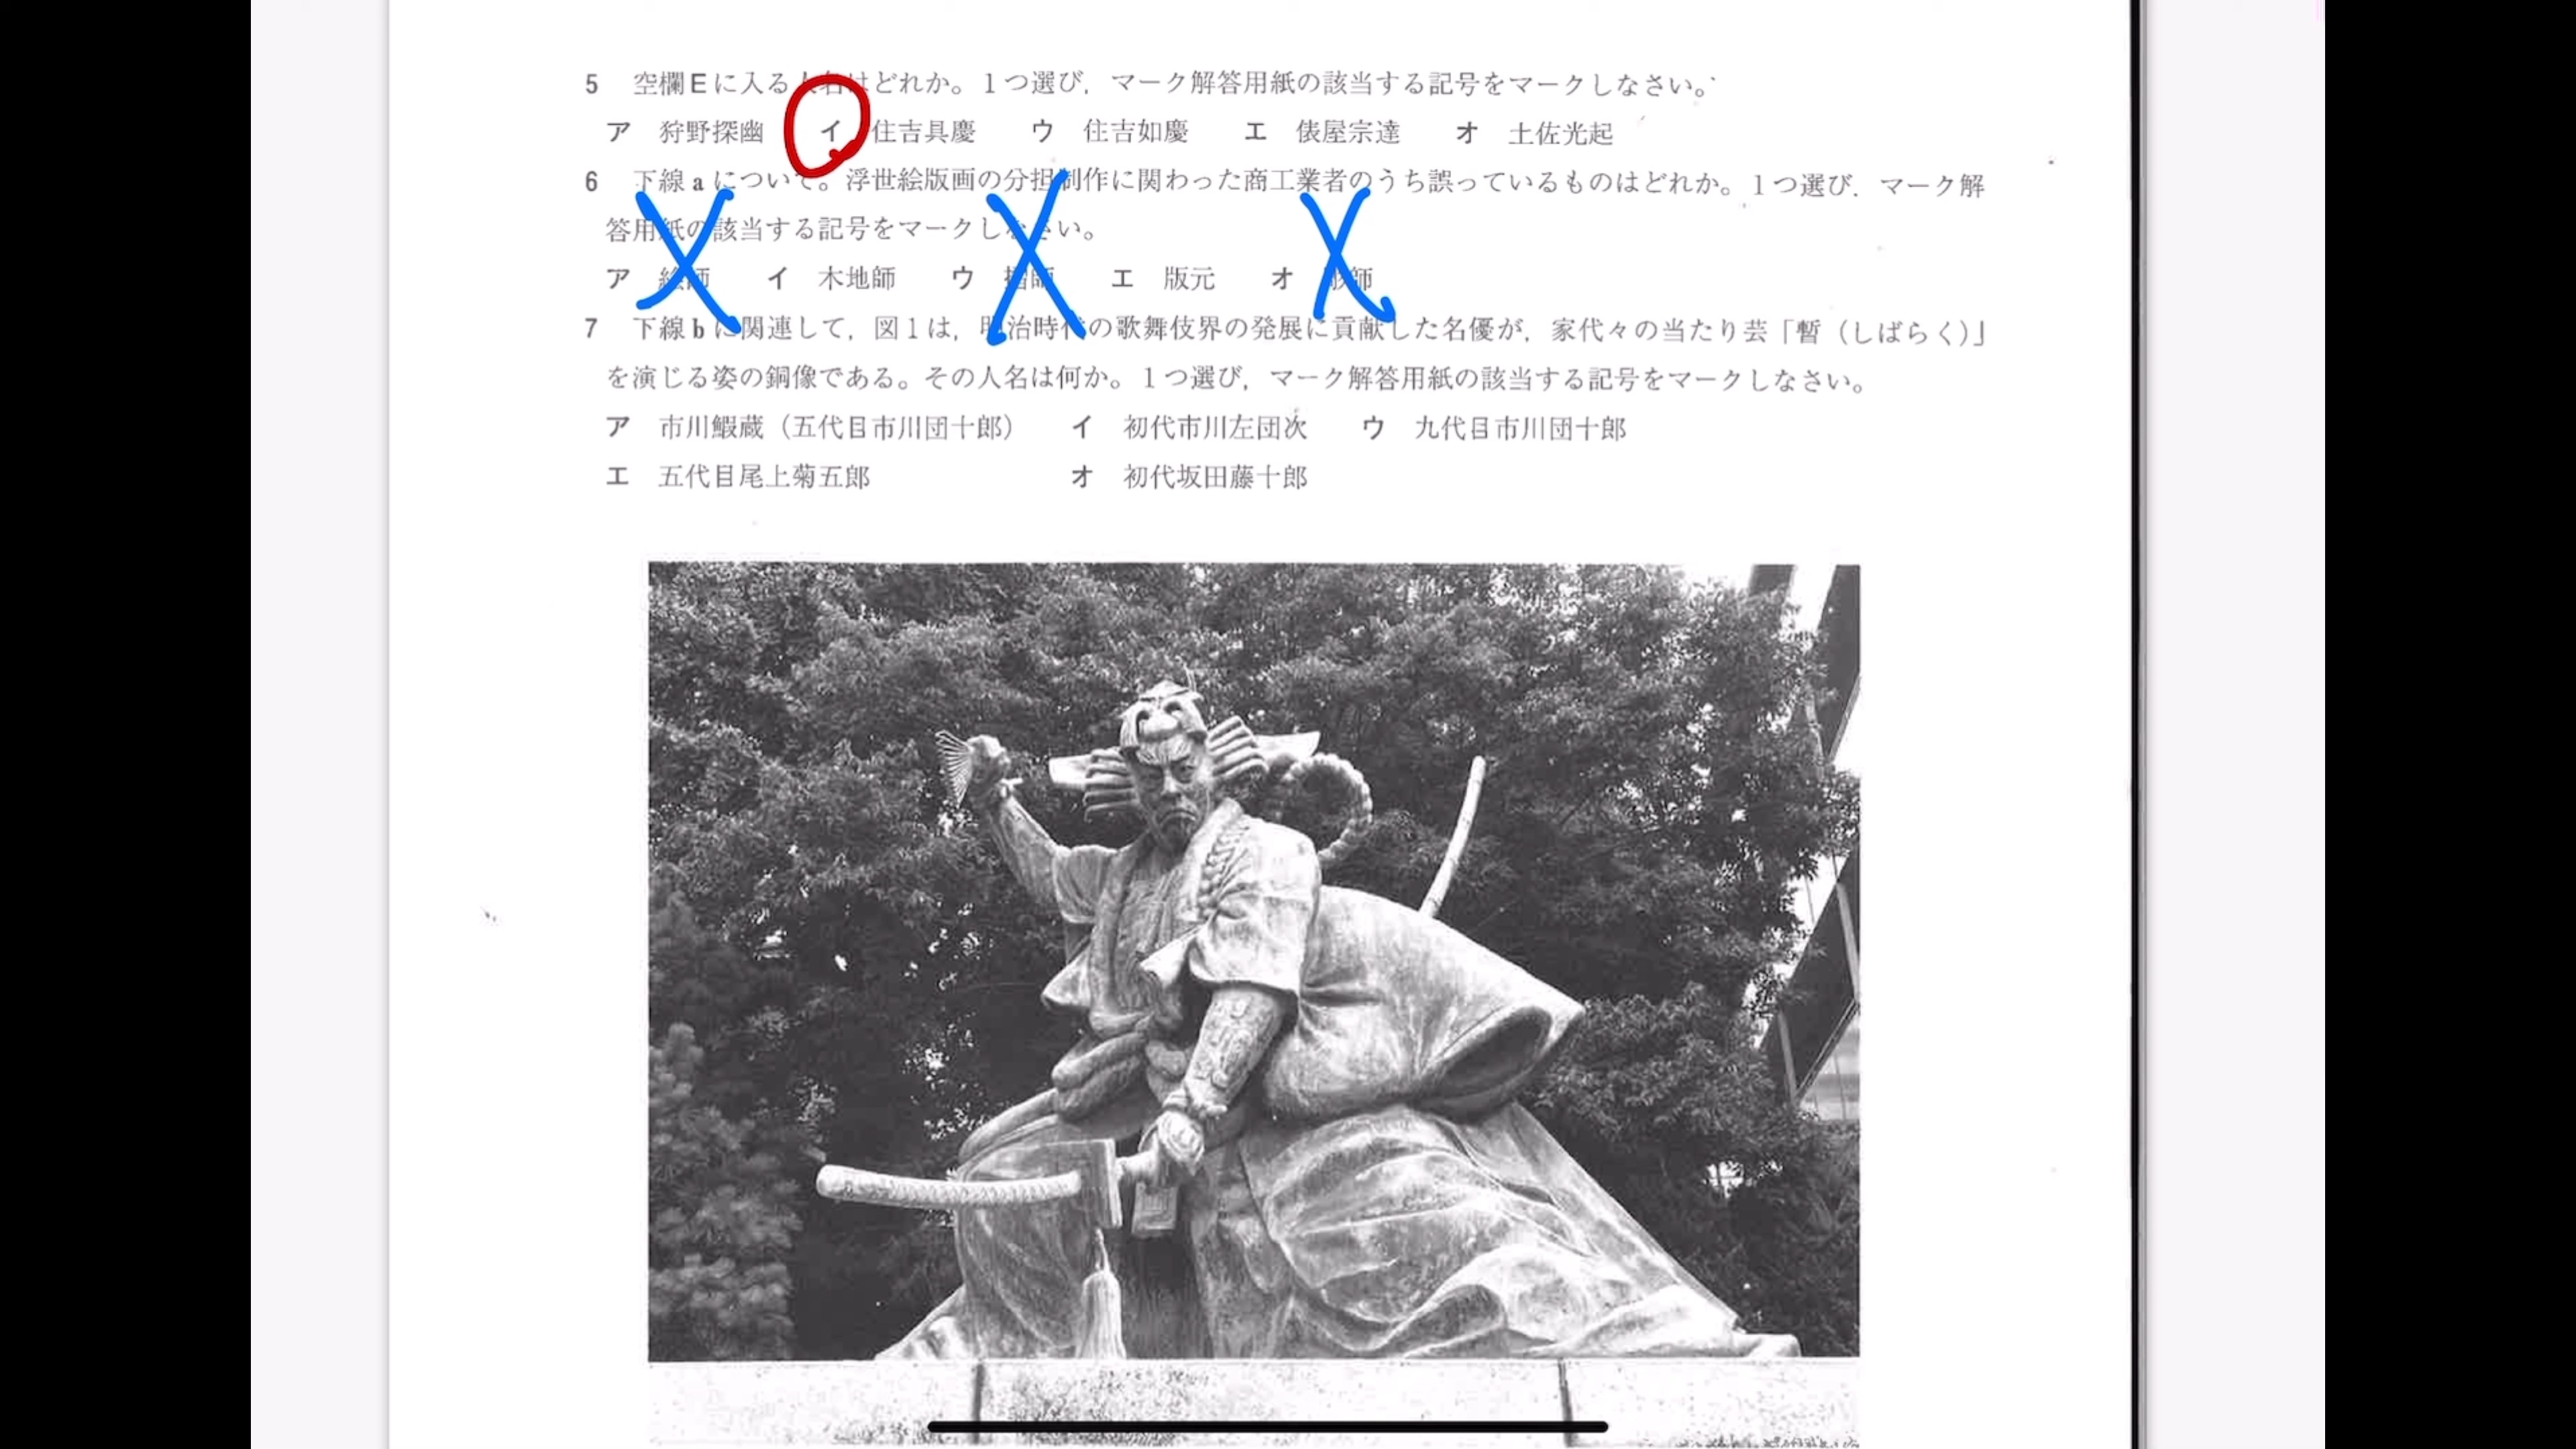 5 空欄Eに入る人名はどれか。1つ選び,マーク解答用紙の該当する記号をマークしなさい。
ア 狩野探幽 イ 住吉具慶 ウ 住吉如慶 エ 俵屋宗達 オ 土佐光起
6 下線aについて。浮世絵版画の分担制作に関わった商工業者のうち誤っているものはどれか。1つ選び,マーク解
答用紙の該当する記号をマークしなさい。
ア 絵師 イ 木地師 ウ 摺師 エ 版元 オ 師
7 下線bに関連して,図1は,明治時代の歌舞伎界の発展に貢献した名優が,家代々の当たり芸「暫(しばらく)」
を演じる姿の銅像である。その人名は何か。1つ選び,マーク解答用紙の該当する記号をマークしなさい。
ア 市川鰕蔵(五代目市川団十郎) イ 初代市川左団次 ウ 九代目市川団十郎
エ 五代目尾上菊五郎 オ 初代坂田藤十郎